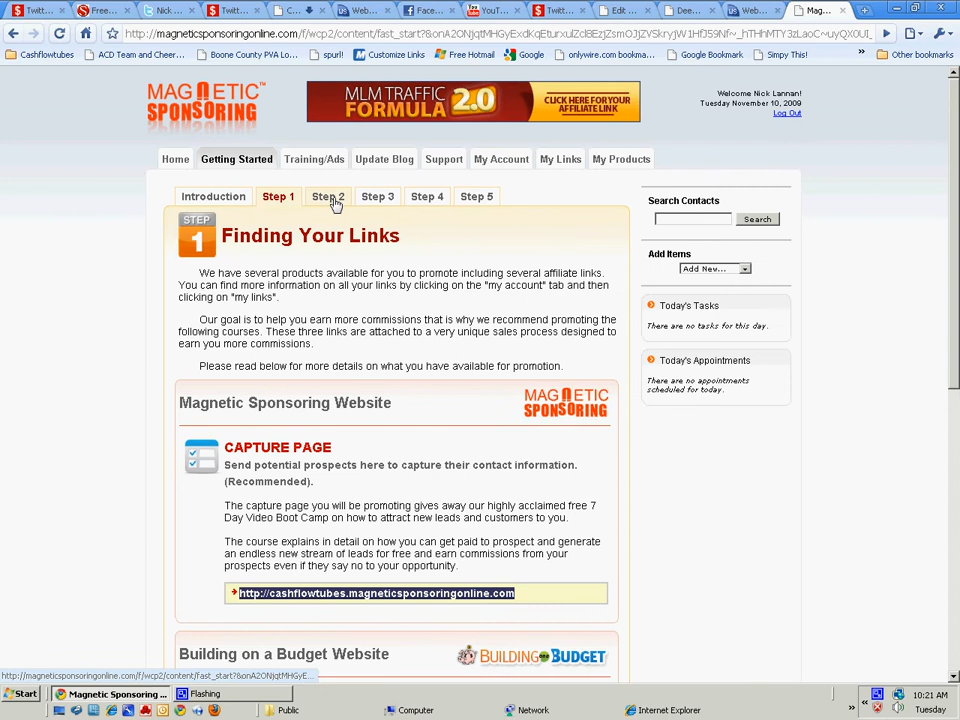 Twitt...
Free...
Nick ...
Twitt...
C...
Web...
Face...
YouT...
Twitt...
Edit ...
Dee...
Web...
Mag...
Cashflowtubes
ACD Team and Cheer...
Boone County PVA Lo...
spurl!
Customize Links
Free Hotmail
Google
onlywire.com bookma...
Google Bookmark
Simpy This!
Other bookmarks
MAGNETIC
SPONSORING
MLM TRAFFIC
FORMULA 2.0
CLICK HERE FOR YOUR
AFFILIATE LINK
Welcome Nick Lannan!
Tuesday November 10, 2009
Log Out
Home
Getting Started
Training/Ads
Update Blog
Support
My Account
My Links
My Products
Introduction
Step 1
Step 2
Step 3
Step 4
Step 5
STEP
1
Finding Your Links
We have several products available for you to promote including several affiliate links.
You can find more information on all your links by clicking on the "my account" tab and then
clicking on "my links".
Our goal is to help you earn more commissions that is why we recommend promoting the
following courses. These three links are attached to a very unique sales process designed to
earn you more commissions.
Please read below for more details on what you have available for promotion.
Magnetic Sponsoring Website
MAGNETIC
SPONSORING
CAPTURE PAGE
Send potential prospects here to capture their contact information.
(Recommended).
The capture page you will be promoting gives away our highly acclaimed free 7
Day Video Boot Camp on how to attract new leads and customers to you.
The course explains in detail on how you can get paid to prospect and generate
an endless new stream of leads for free and earn commissions from your
prospects even if they say no to your opportunity.
http://cashflowtubes.magneticsponsoringonline.com
Building on a Budget Website
BUILDING ON A BUDGET
Search Contacts
Search
Add Items
Add New...
Today's Tasks
There are no tasks for this day.
Today's Appointments
There are no appointments
scheduled for today.
Start
Magnetic Sponsoring ...
Flashing
10:21 AM
Public
Computer
Network
Internet Explorer
Tuesday